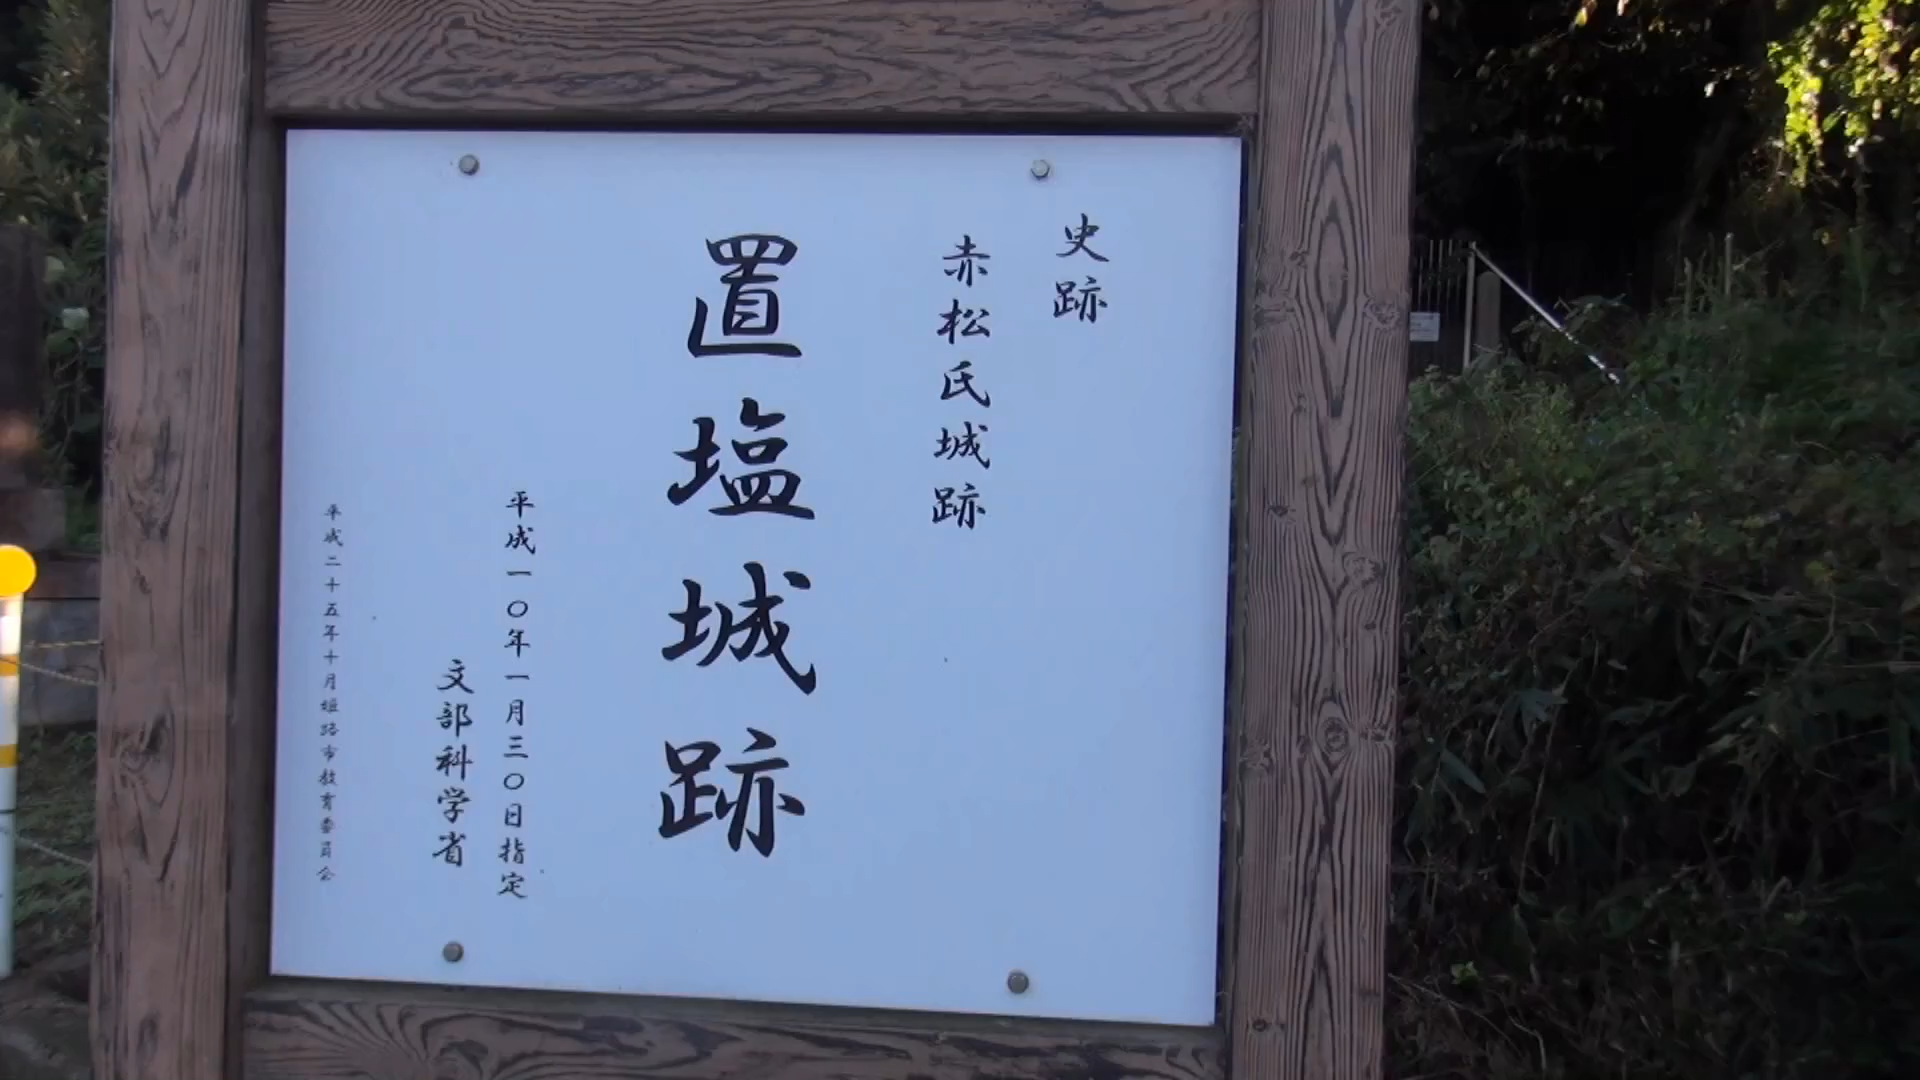 史跡
赤松氏城跡
置塩城跡
平成一〇年一月三〇日指定
文部科学省
平成二十五年十月姫路市教育委員会